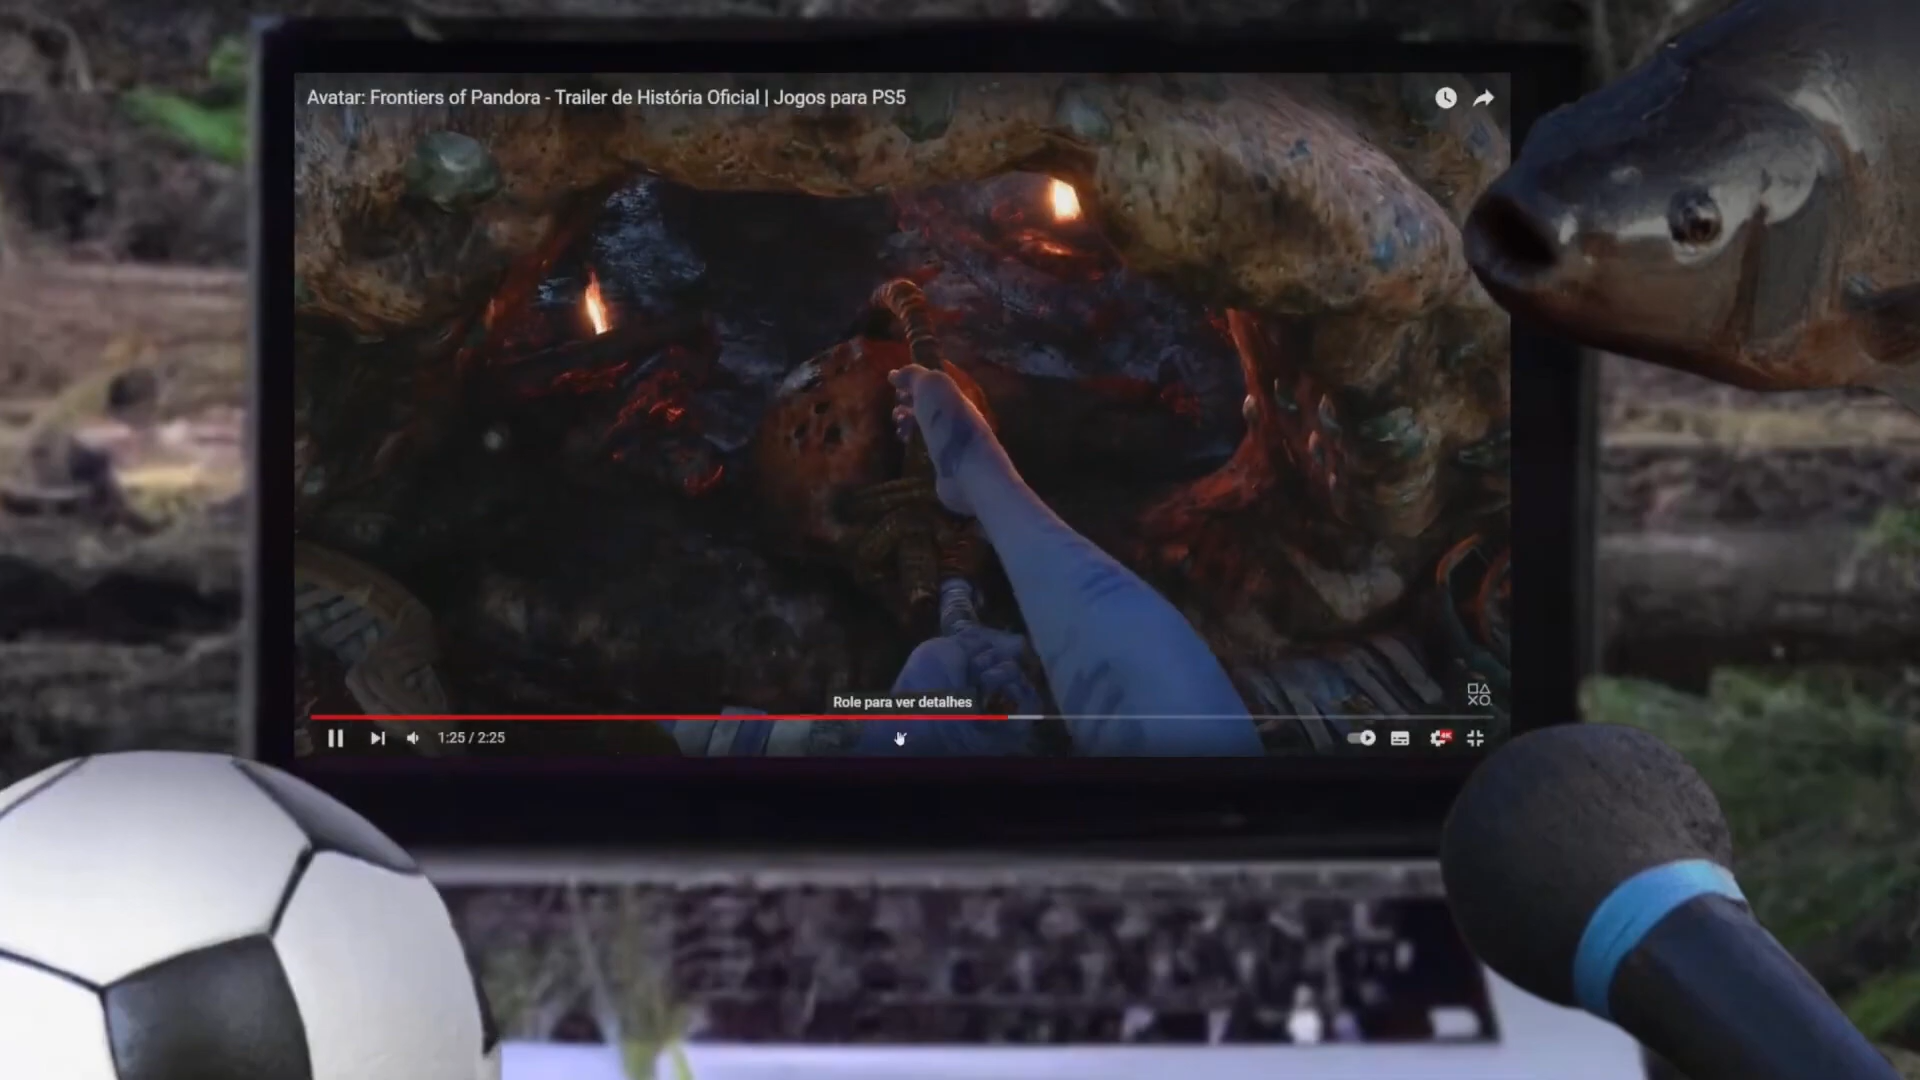 Avatar: Frontiers of Pandora - Trailer de História Oficial | Jogos para PS5
Role para ver detalhes
1:25 / 2:25
4K